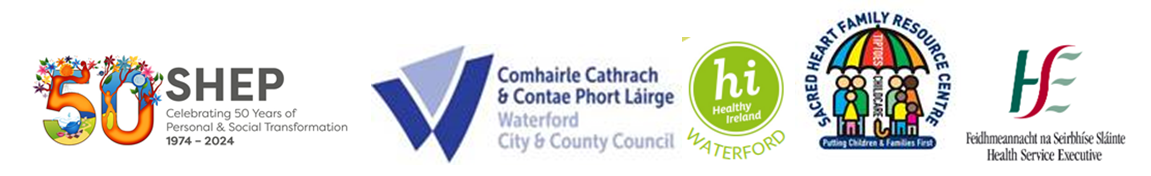 50
SHEP
Celebrating 50 Years of
Personal & Social Transformation
1974 – 2024
Comhairle Cathrach
& Contae Phort Láirge
Waterford
City & County Council
hi
Healthy
Ireland
WATERFORD
SACRED HEART FAMILY RESOURCE CENTRE
TIPTOES
CHILDCARE
Putting Children & Families First
Feidhmeannacht na Seirbhíse Sláinte
Health Service Executive